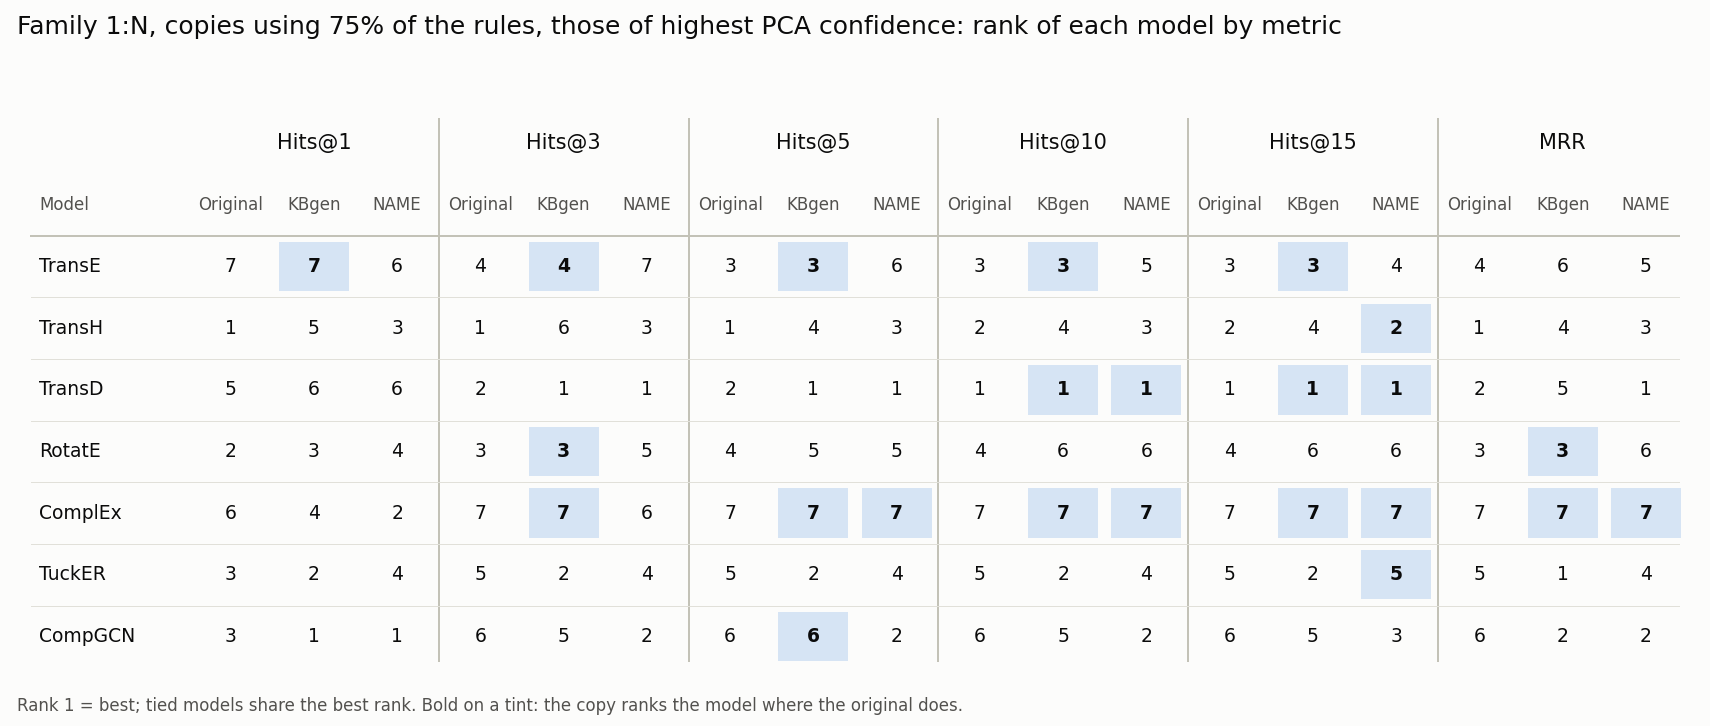 Family 1:N, copies using 75% of the rules, those of highest PCA confidence: rank of each model by metric
Hits@1 Hits@3 Hits@5 Hits@10 Hits@15 MRR
Model Original KBgen NAME Original KBgen NAME Original KBgen NAME Original KBgen NAME Original KBgen NAME Original KBgen NAME
TransE 7 7 6 4 4 7 3 3 6 3 3 5 3 3 4 4 6 5
TransH 1 5 3 1 6 3 1 4 3 2 4 3 2 4 2 1 4 3
TransD 5 6 6 2 1 1 2 1 1 1 1 1 1 1 1 2 5 1
RotatE 2 3 4 3 3 5 4 5 5 4 6 6 4 6 6 3 3 6
ComplEx 6 4 2 7 7 6 7 7 7 7 7 7 7 7 7 7 7 7
TuckER 3 2 4 5 2 4 5 2 4 5 2 4 5 2 5 5 1 4
CompGCN 3 1 1 6 5 2 6 6 2 6 5 2 6 5 3 6 2 2
Rank 1 = best; tied models share the best rank. Bold on a tint: the copy ranks the model where the original does.